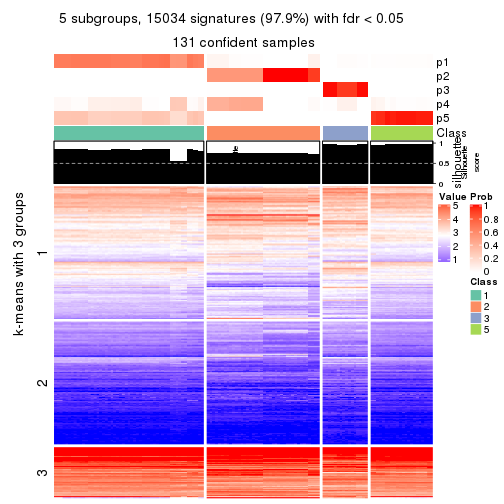 5 subgroups, 15034 signatures (97.9%) with fdr < 0.05
131 confident samples
p1
p2
p3
p4
p5
Class
1
0.5
0
silhouette
Silhouette
score
k-means with 3 groups
1
2
3
Value
5
4
3
2
1
Prob
1
0.8
0.6
0.4
0.2
0
Class
1
2
3
5